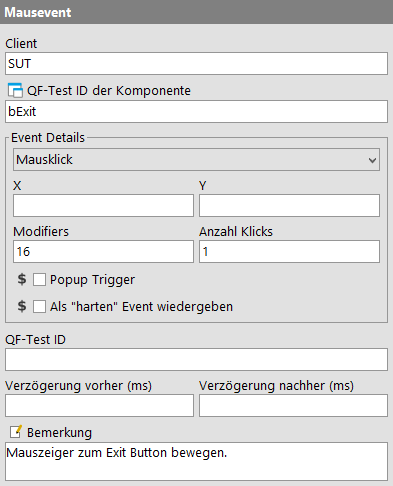 Mausevent
Client
SUT
QF-Test ID der Komponente
bExit
Event Details
Mausklick
X Y
Modifiers Anzahl Klicks
16 1
$ Popup Trigger
$ Als "harten" Event wiedergeben
QF-Test ID
Verzögerung vorher (ms) Verzögerung nachher (ms)
Bemerkung
Mauszeiger zum Exit Button bewegen.